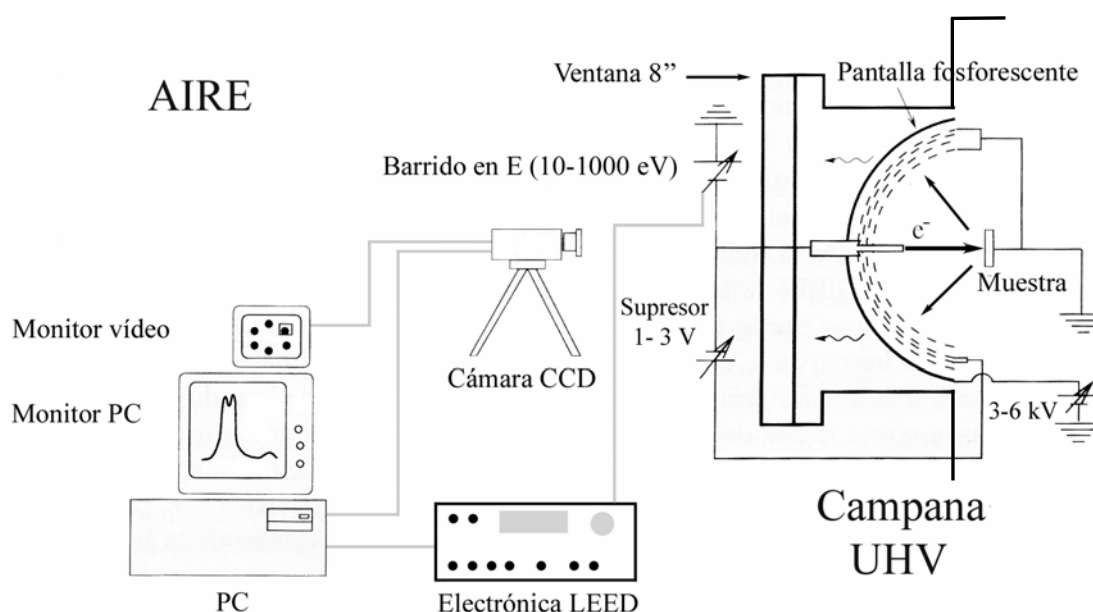 AIRE
Ventana 8”
Pantalla fosforescente
Barrido en E (10-1000 eV)
e-
Muestra
Supresor
1- 3 V
Monitor vídeo
Cámara CCD
Monitor PC
3-6 kV
Campana
UHV
PC
Electrónica LEED